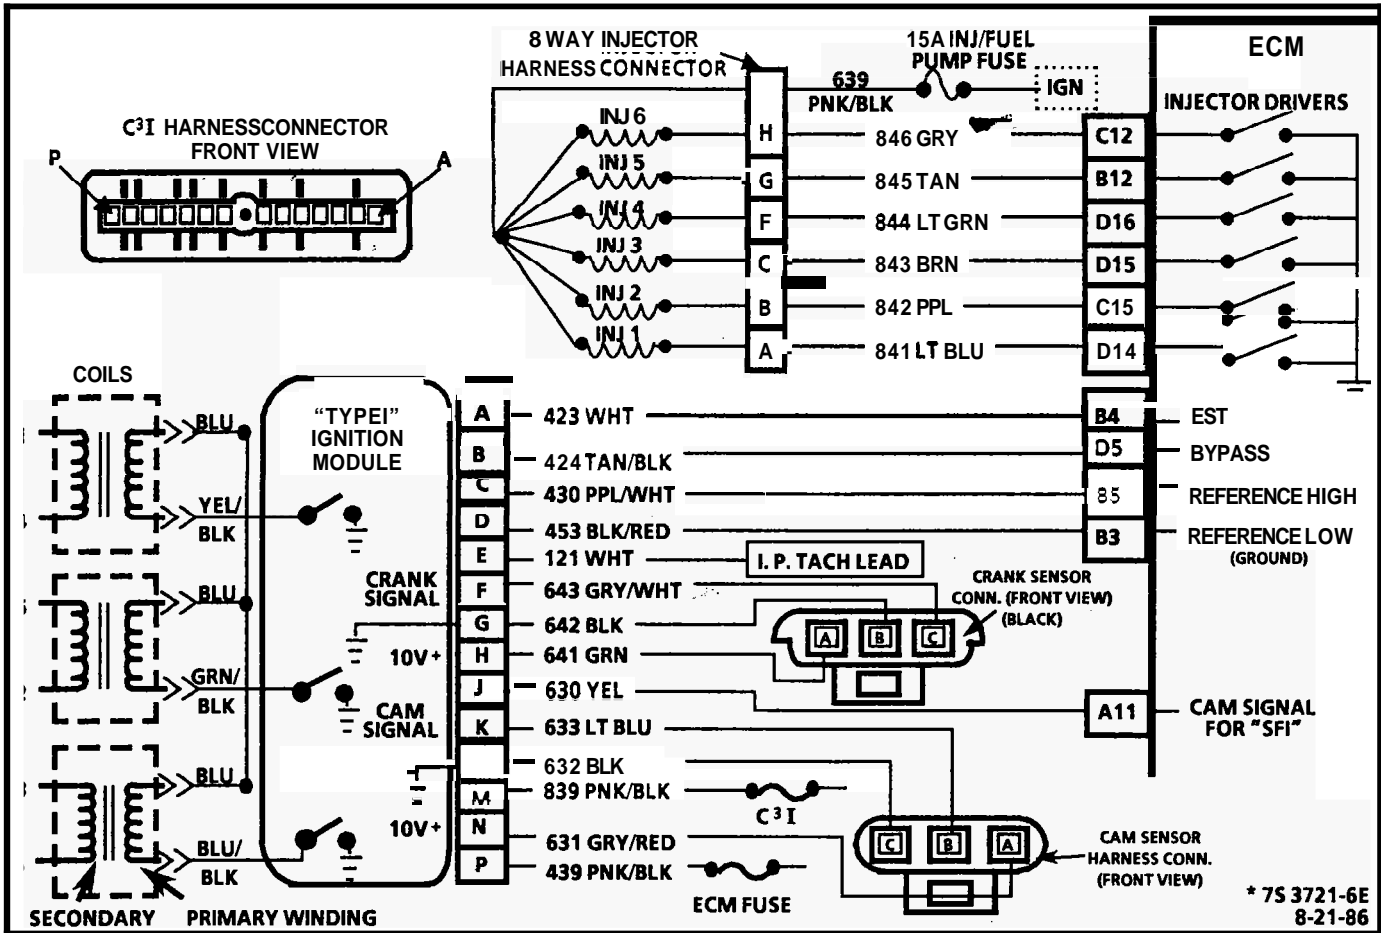 8 WAY INJECTOR
HARNESS CONNECTOR
15A INJ/FUEL
PUMP FUSE
ECM
639
PNK/BLK
IGN
INJECTOR DRIVERS
C³I HARNESSCONNECTOR
FRONT VIEW
P
A
INJ 6
H
846 GRY
C12
INJ 5
G
845 TAN
B12
INJ 4
F
844 LT GRN
D16
INJ 3
C
843 BRN
D15
INJ 2
B
842 PPL
C15
INJ 1
A
841 LT BLU
D14
COILS
"TYPEI"
IGNITION
MODULE
BLU
YEL/
BLK
BLU
GRN/
BLK
BLU
BLU/
BLK
SECONDARY
PRIMARY WINDING
CRANK
SIGNAL
10V+
CAM
SIGNAL
10V+
A
423 WHT
B4
EST
B
424 TAN/BLK
D5
BYPASS
C
430 PPL/WHT
85
REFERENCE HIGH
D
453 BLK/RED
B3
REFERENCE LOW
(GROUND)
E
121 WHT
I. P. TACH LEAD
F
643 GRY/WHT
CRANK SENSOR
CONN. (FRONT VIEW)
(BLACK)
G
642 BLK
A
B
C
H
641 GRN
J
630 YEL
A11
CAM SIGNAL
FOR "SFI"
K
633 LT BLU
632 BLK
M
839 PNK/BLK
C³I
N
631 GRY/RED
C
B
A
CAM SENSOR
HARNESS CONN.
(FRONT VIEW)
P
439 PNK/BLK
ECM FUSE
* 7S 3721-6E
8-21-86